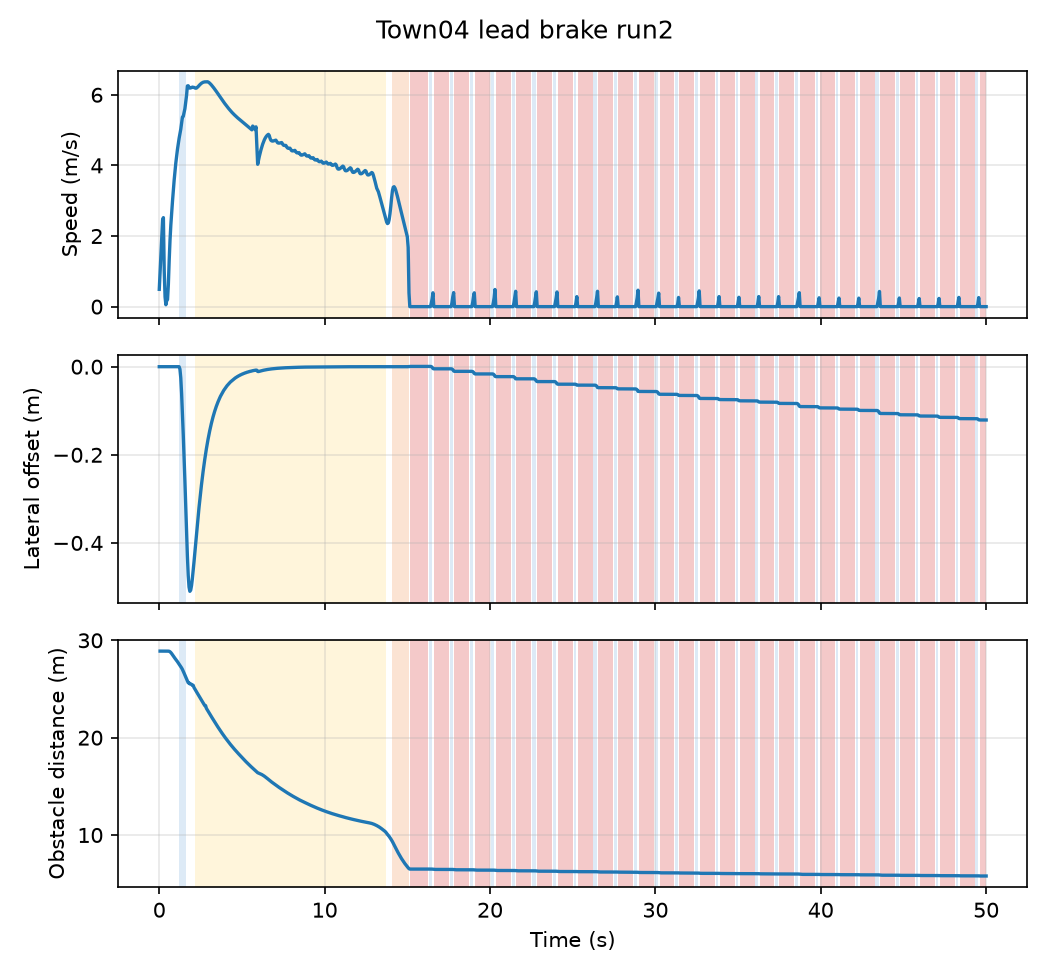 Town04 lead brake run2
Speed (m/s)
6
4
2
0
Lateral offset (m)
0.0
−0.2
−0.4
Obstacle distance (m)
30
20
10
0 10 20 30 40 50
Time (s)